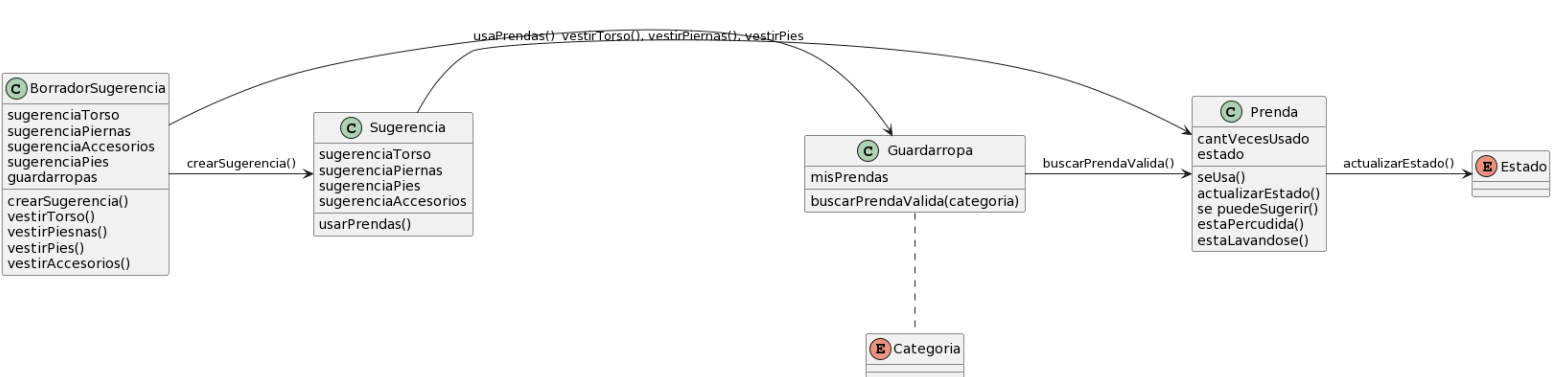 usaPrendas() vestirTorso(), vestirPiernas(), vestirPies
C BorradorSugerencia
sugerenciaTorso
sugerenciaPiernas
sugerenciaAccesorios
sugerenciaPies
guardarropas
crearSugerencia()
vestirTorso()
vestirPiesnas()
vestirPies()
vestirAccesorios()
crearSugerencia()
C Sugerencia
sugerenciaTorso
sugerenciaPiernas
sugerenciaPies
sugerenciaAccesorios
usarPrendas()
C Guardarropa
misPrendas
buscarPrendaValida(categoria)
buscarPrendaValida()
C Prenda
cantVecesUsado
estado
seUsa()
actualizarEstado()
se puedeSugerir()
estaPercudida()
estaLavandose()
actualizarEstado()
E Estado
E Categoria